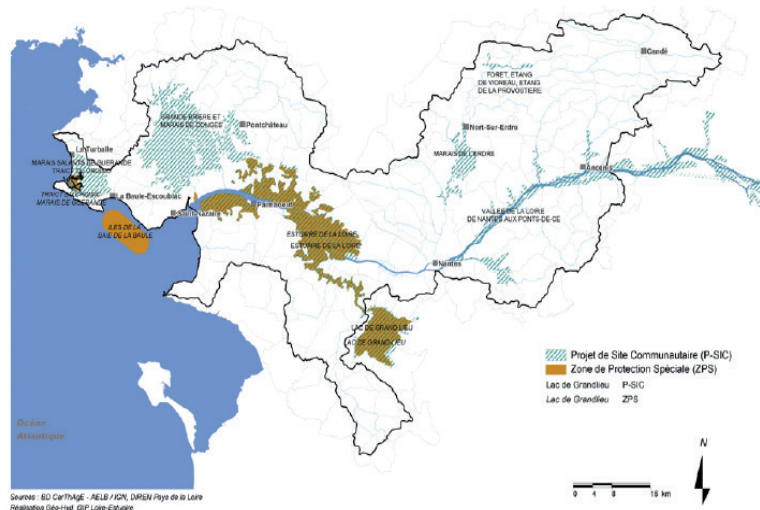 Candé
FORET, ETANG
DE VIOREAU, ETANG
DE LA PROVOSTIERE
GRANDE BRIERE ET
MARAIS DE DONGES
Pontchâteau
Nort-Sur-Erdre
La Turballe
MARAIS DE L'ERDRE
MARAIS SALANTS DE GUERANDE
Ancenis
MARAIS DE GUERANDE
La Baule-Escoublac
Paimboeuf
Saint-Nazaire
VALLEE DE LA LOIRE
DE NANTES AUX PONTS-DE-CE
ILES DE LA
BAIE DE LA BAULE
ESTUAIRE DE LA LOIRE
ESTUAIRE DE LA LOIRE
Nantes
LAC DE GRAND-LIEU
LAC DE GRAND-LIEU
Projet de Site Communautaire (P-SIC)
Zone de Protection Spéciale (ZPS)
Lac de Grandlieu P-SIC
Lac de Grandlieu ZPS
Océan
Atlantique
N
0 4 8 16 km
Sources : BD CarThAgE - AELB / IGN, DIREN Pays de la Loire
Réalisation Géo-Hyd, GIP Loire-Estuaire